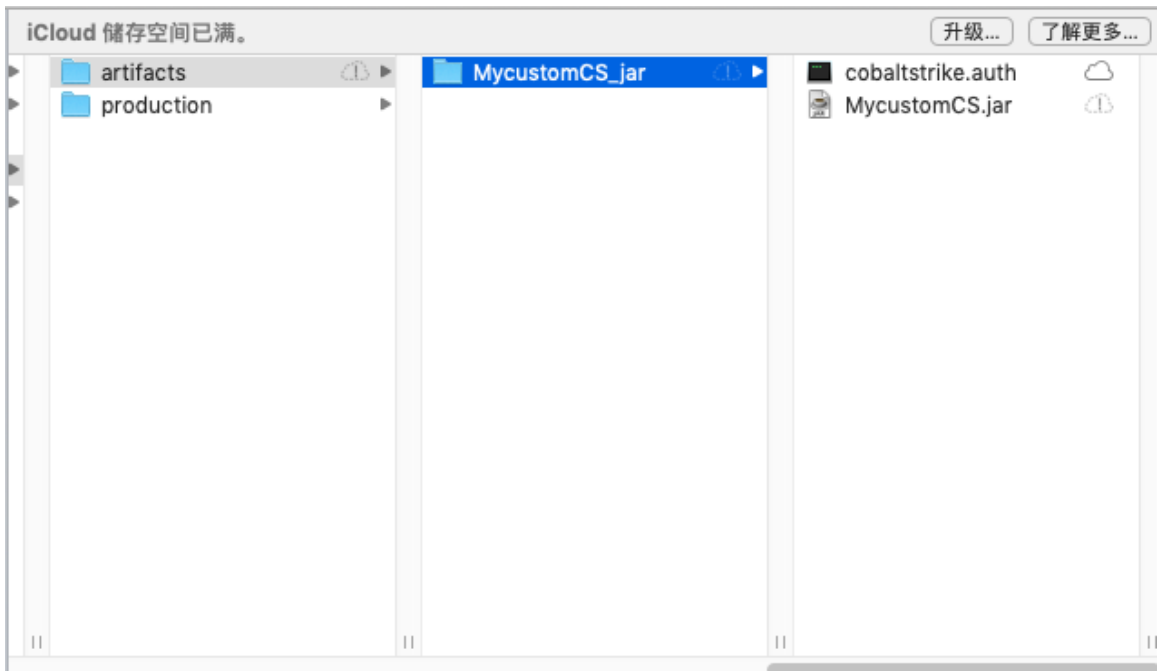 iCloud 储存空间已满。 升级... 了解更多...
artifacts MycustomCS_jar cobaltstrike.auth
production MycustomCS.jar